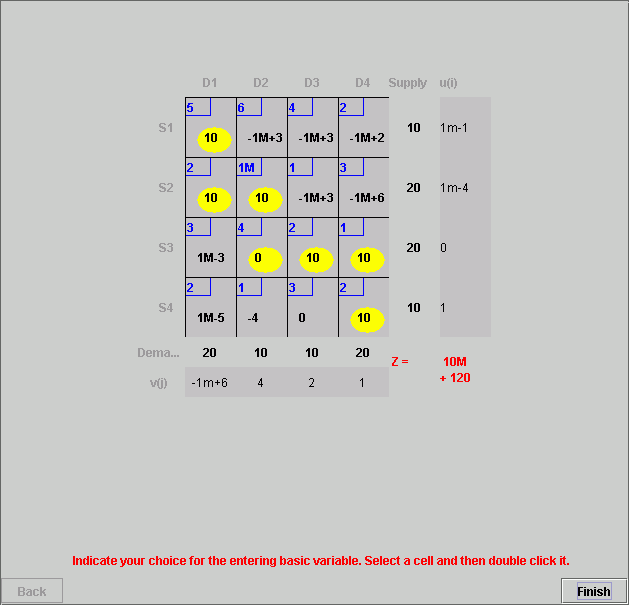 D1 D2 D3 D4 Supply u(i)
5 6 4 2
S1 10 -1M+3 -1M+3 -1M+2 10 1m-1
2 1M 1 3
S2 10 10 -1M+3 -1M+6 20 1m-4
3 4 2 1
S3 1M-3 0 10 10 20 0
2 1 3 2
S4 1M-5 -4 0 10 10 1
Dema... 20 10 10 20 Z = 10M
+ 120
v(j) -1m+6 4 2 1
Indicate your choice for the entering basic variable. Select a cell and then double click it.
Back Finish